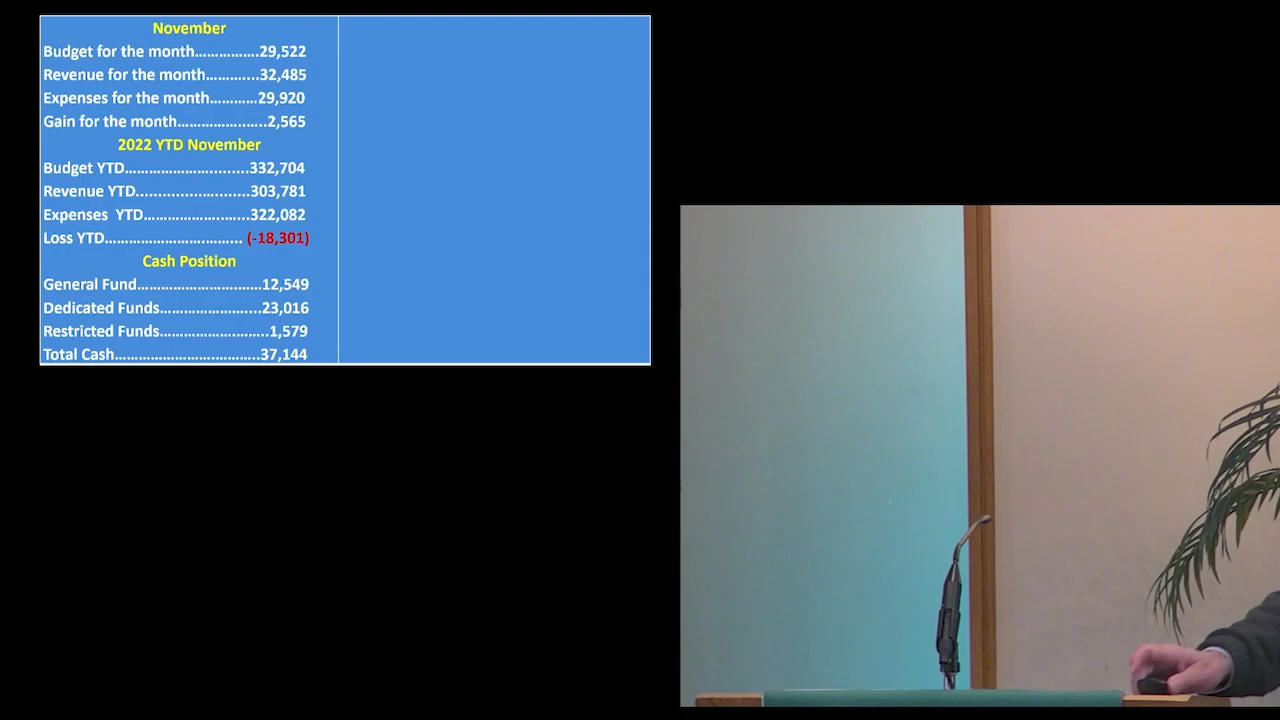 November
Budget for the month…………….29,522
Revenue for the month………....32,485
Expenses for the month…………29,920
Gain for the month……………..…..2,565
2022 YTD November
Budget YTD…………………..........332,704
Revenue YTD..................…........303,781
Expenses  YTD………………..…...322,082
Loss YTD…………………………….. (-18,301)
Cash Position
General Fund…………………….……12,549
Dedicated Funds………………..….23,016
Restricted Funds……………….……..1,579
Total Cash…………………..………...37,144